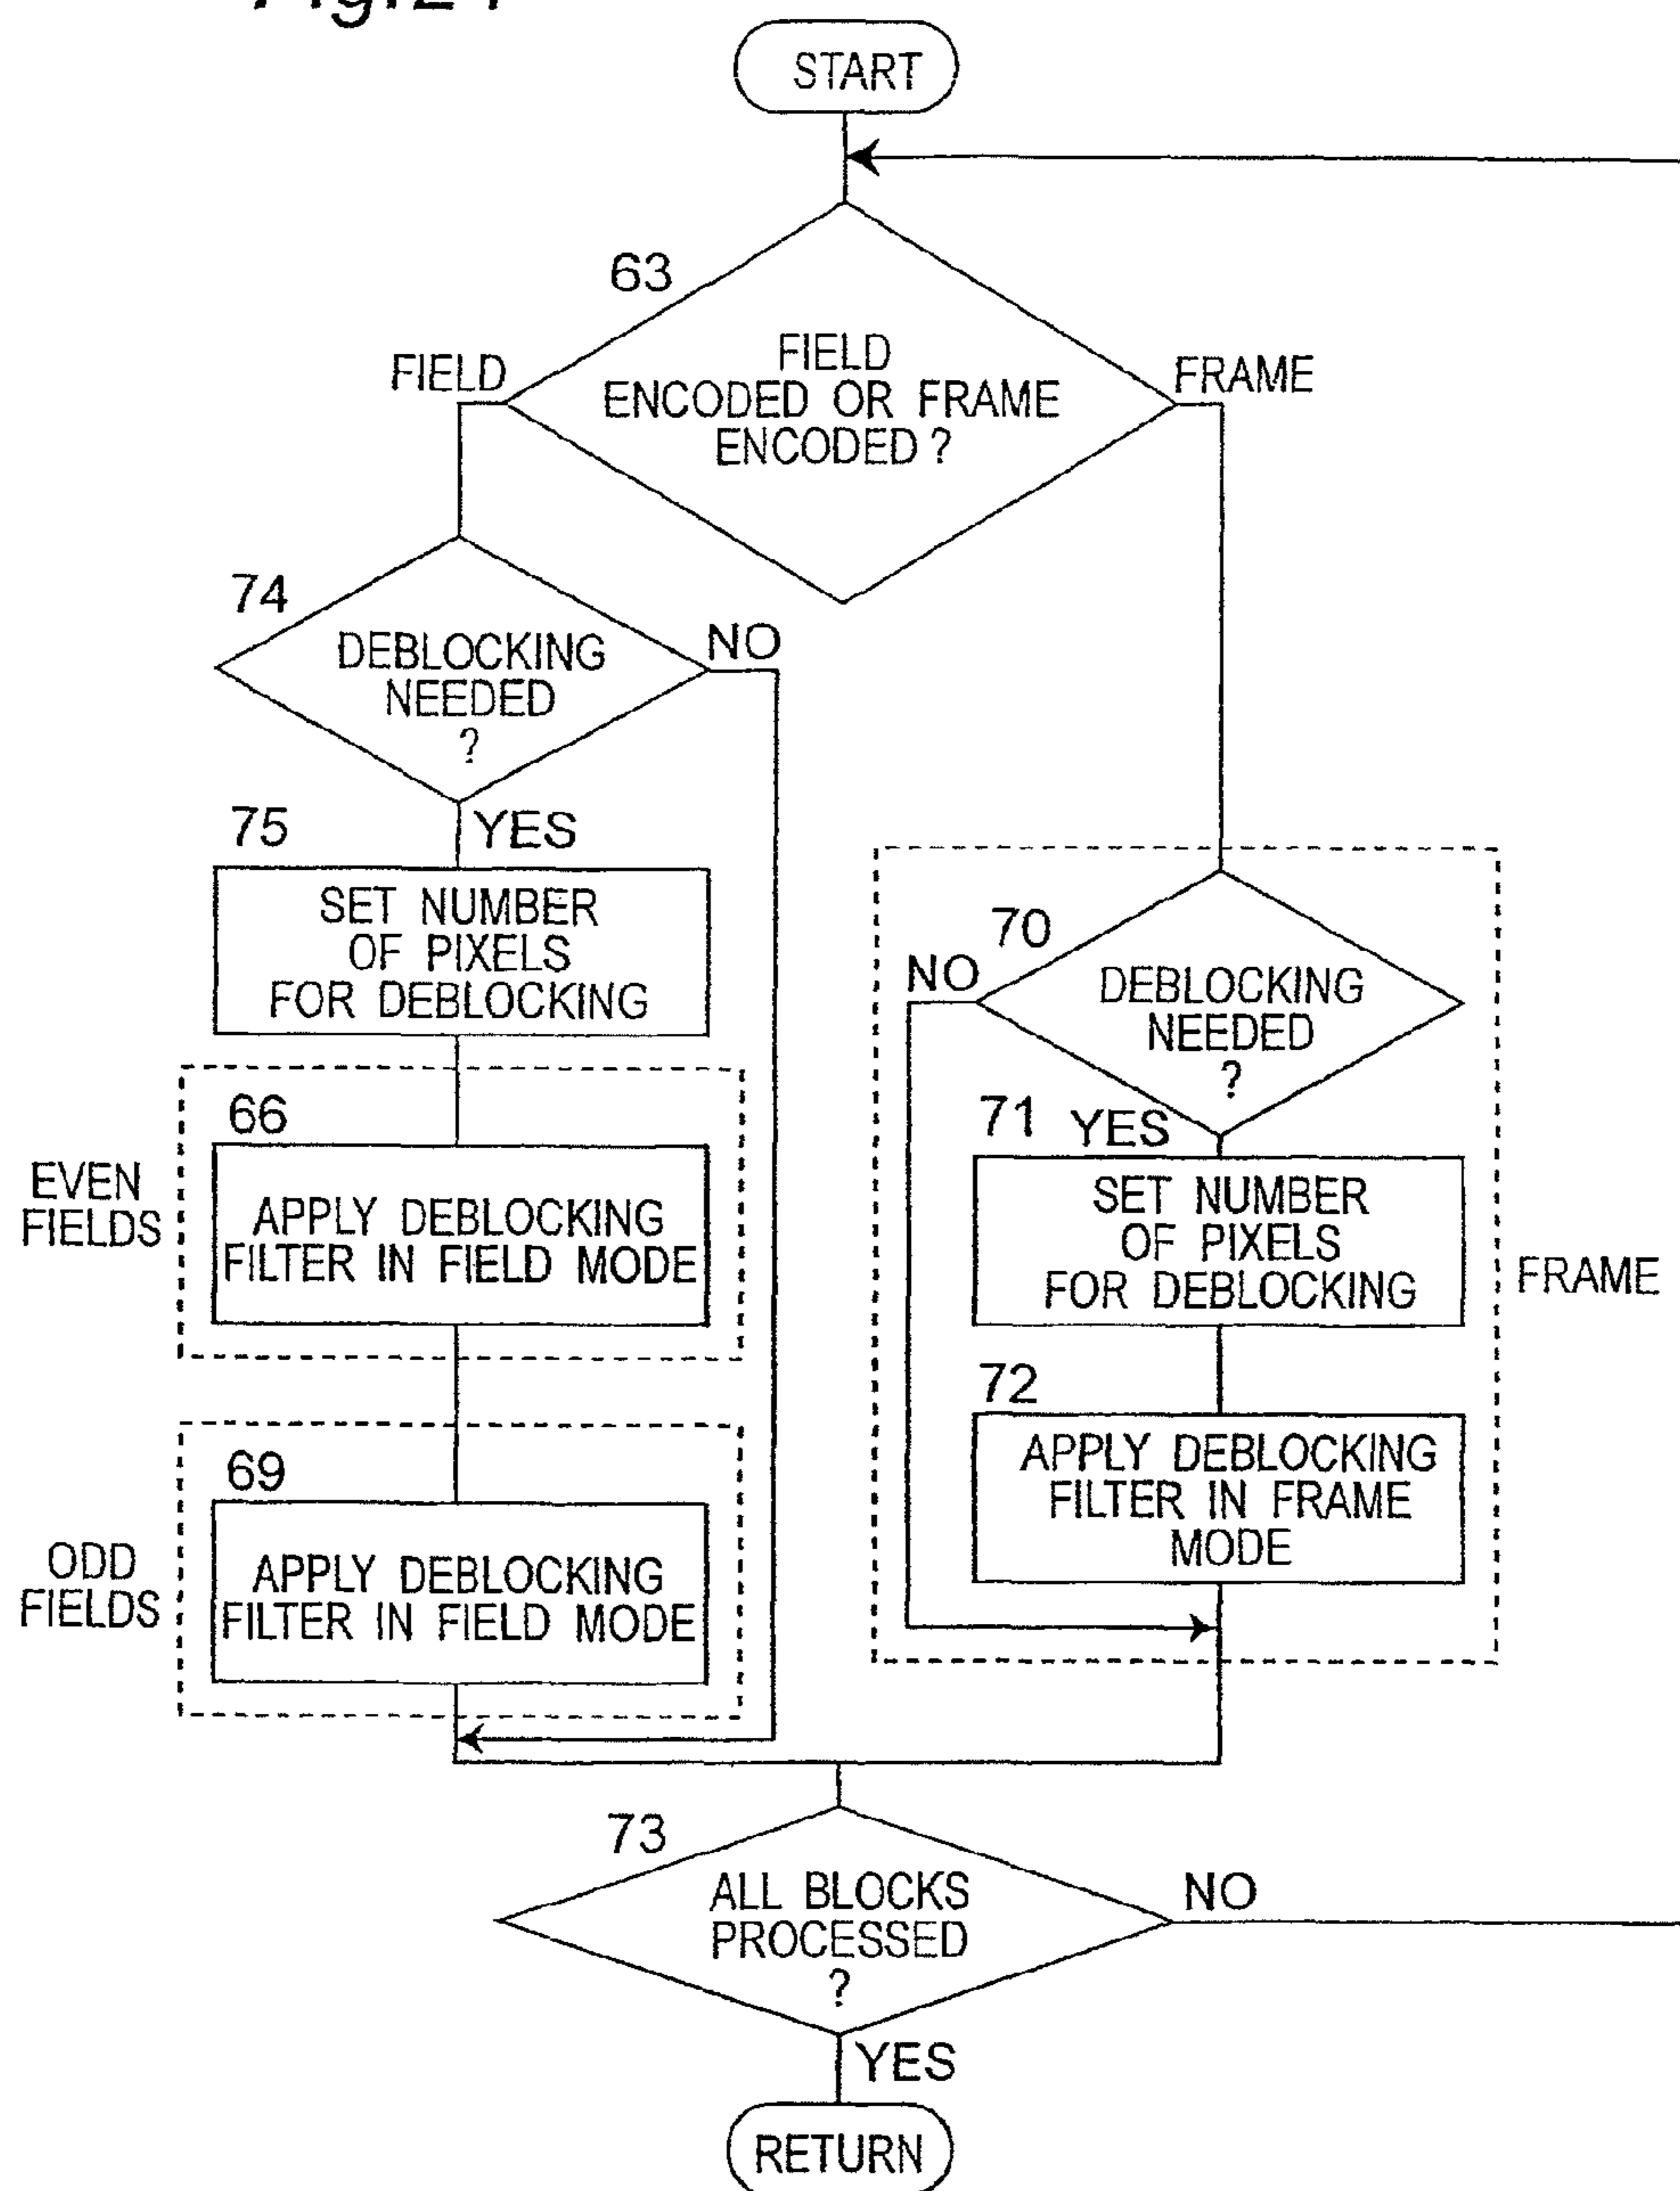 START
63
FIELD
ENCODED OR FRAME
ENCODED ?
FIELD
FRAME
74
DEBLOCKING
NEEDED
?
NO
YES
75
SET NUMBER
OF PIXELS
FOR DEBLOCKING
EVEN
FIELDS
66
APPLY DEBLOCKING
FILTER IN FIELD MODE
ODD
FIELDS
69
APPLY DEBLOCKING
FILTER IN FIELD MODE
70
DEBLOCKING
NEEDED
?
NO
YES
71
SET NUMBER
OF PIXELS
FOR DEBLOCKING
FRAME
72
APPLY DEBLOCKING
FILTER IN FRAME
MODE
73
ALL BLOCKS
PROCESSED
?
NO
YES
RETURN